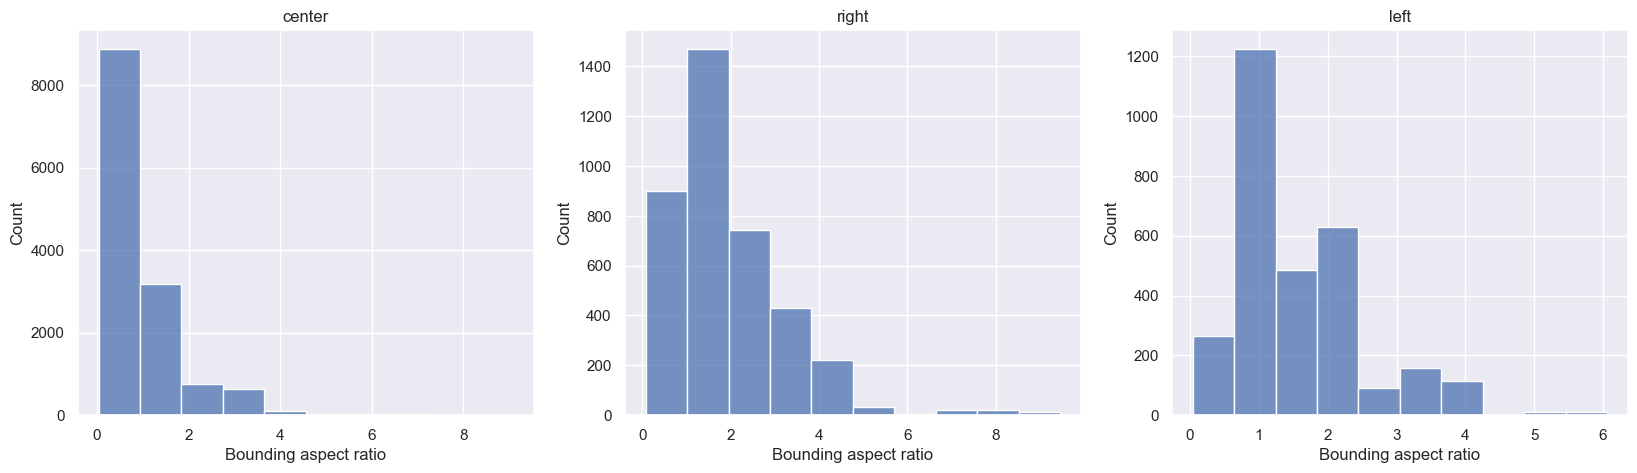 center
8000
6000
4000
2000
0
Count
0 2 4 6 8
Bounding aspect ratio
right
1400
1200
1000
800
600
400
200
0
Count
0 2 4 6 8
Bounding aspect ratio
left
1200
1000
800
600
400
200
0
Count
0 1 2 3 4 5 6
Bounding aspect ratio